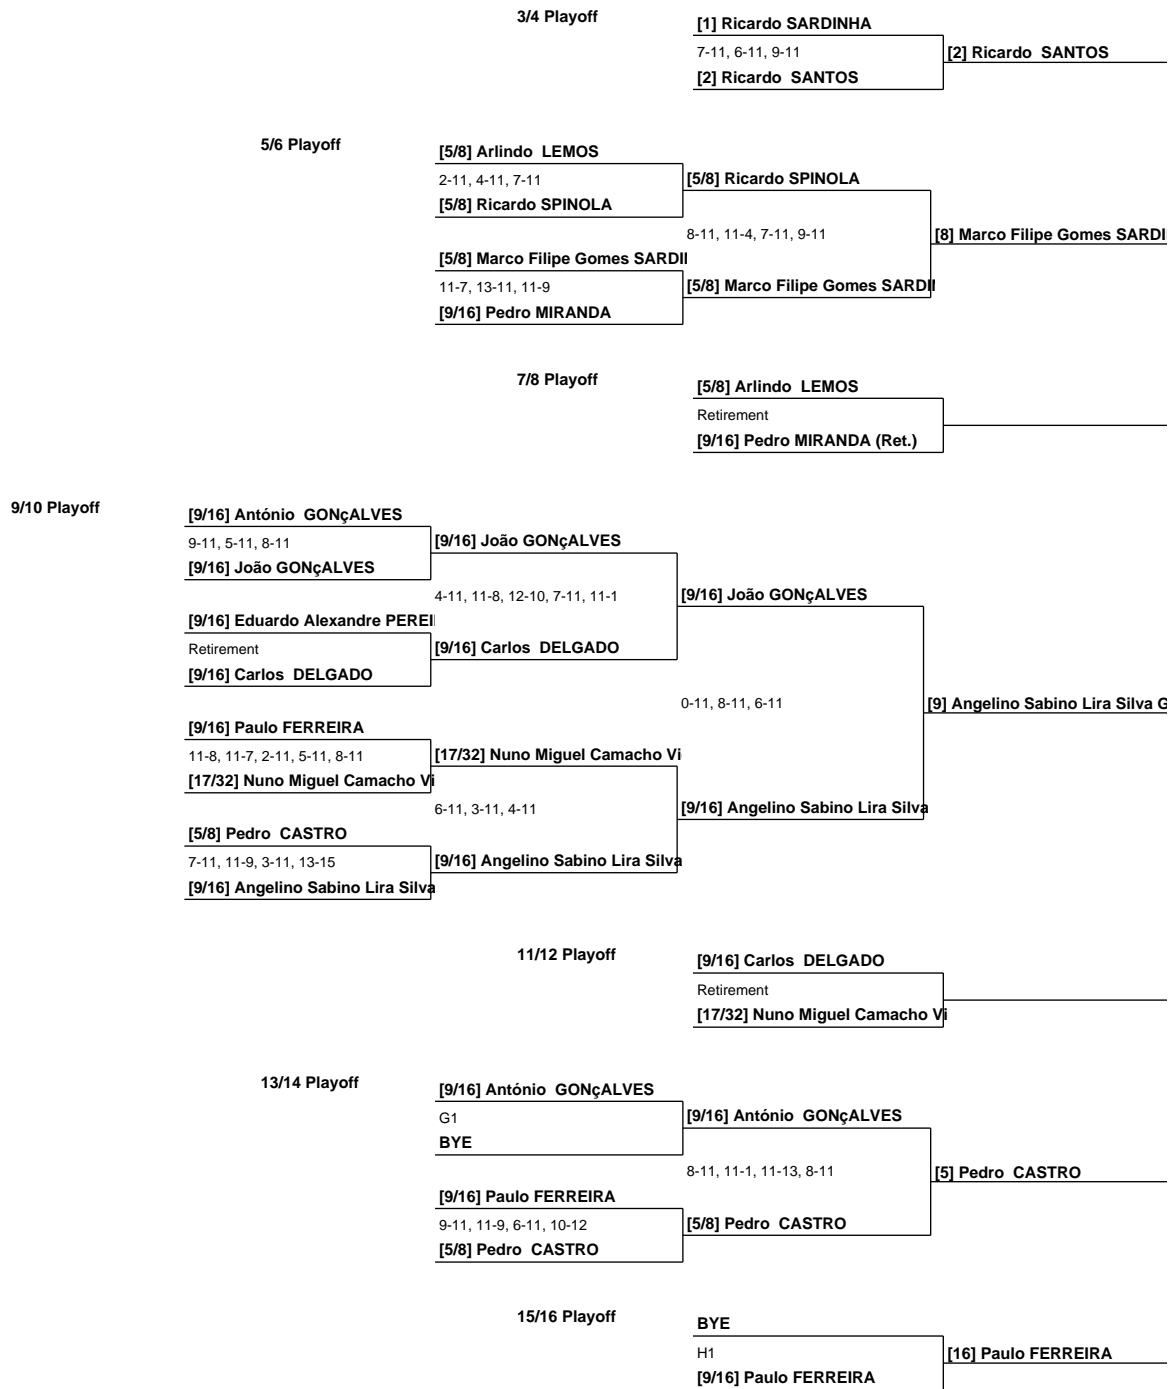 3/4 Playoff
[1] Ricardo SARDINHA
7-11, 6-11, 9-11
[2] Ricardo SANTOS
[2] Ricardo SANTOS
5/6 Playoff
[5/8] Arlindo LEMOS
2-11, 4-11, 7-11
[5/8] Ricardo SPINOLA
[5/8] Ricardo SPINOLA
8-11, 11-4, 7-11, 9-11
[8] Marco Filipe Gomes SARDI
[5/8] Marco Filipe Gomes SARDI
11-7, 13-11, 11-9
[5/8] Marco Filipe Gomes SARDI
[9/16] Pedro MIRANDA
7/8 Playoff
[5/8] Arlindo LEMOS
Retirement
[9/16] Pedro MIRANDA (Ret.)
9/10 Playoff
[9/16] António GONçALVES
9-11, 5-11, 8-11
[9/16] João GONçALVES
[9/16] João GONçALVES
4-11, 11-8, 12-10, 7-11, 11-1
[9/16] João GONçALVES
[9/16] Eduardo Alexandre PEREI
Retirement
[9/16] Carlos DELGADO
[9/16] Carlos DELGADO
0-11, 8-11, 6-11
[9] Angelino Sabino Lira Silva G
[9/16] Paulo FERREIRA
11-8, 11-7, 2-11, 5-11, 8-11
[17/32] Nuno Miguel Camacho Vi
[17/32] Nuno Miguel Camacho Vi
6-11, 3-11, 4-11
[9/16] Angelino Sabino Lira Silva
[5/8] Pedro CASTRO
7-11, 11-9, 3-11, 13-15
[9/16] Angelino Sabino Lira Silva
[9/16] Angelino Sabino Lira Silva
11/12 Playoff
[9/16] Carlos DELGADO
Retirement
[17/32] Nuno Miguel Camacho Vi
13/14 Playoff
[9/16] António GONçALVES
G1
[9/16] António GONçALVES
BYE
8-11, 11-1, 11-13, 8-11
[5] Pedro CASTRO
[9/16] Paulo FERREIRA
9-11, 11-9, 6-11, 10-12
[5/8] Pedro CASTRO
[5/8] Pedro CASTRO
15/16 Playoff
BYE
H1
[16] Paulo FERREIRA
[9/16] Paulo FERREIRA